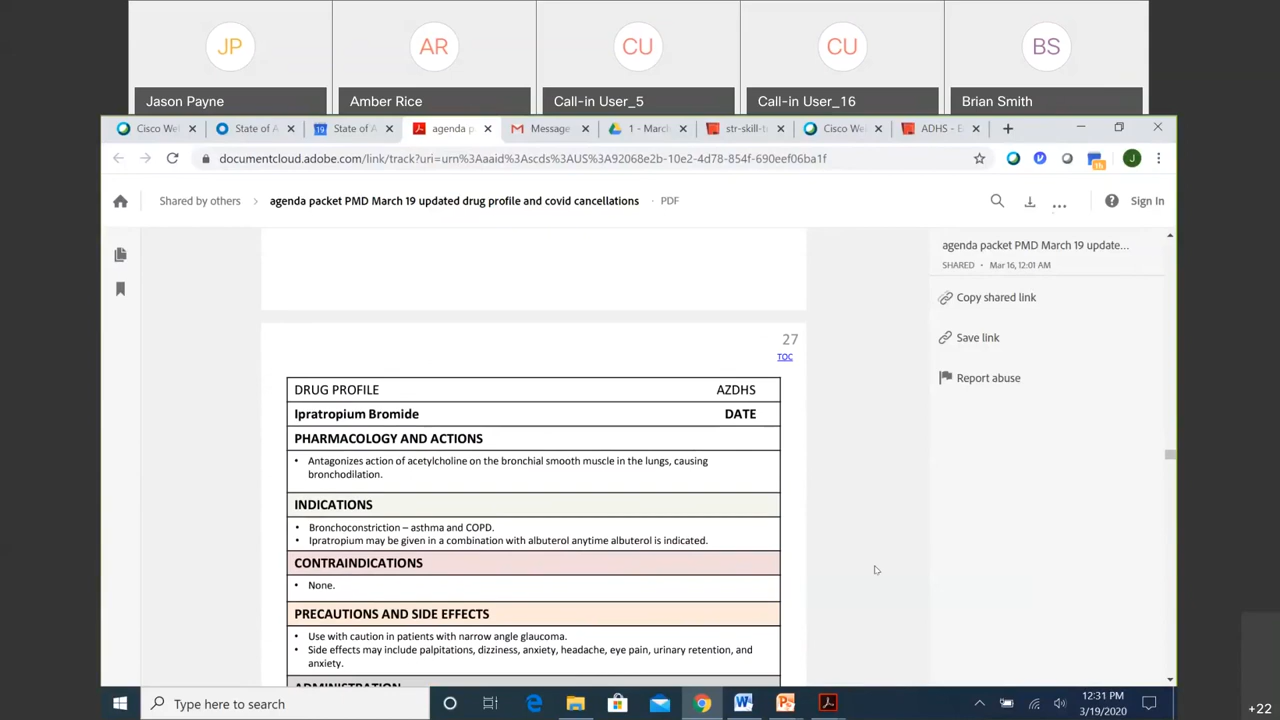 JP
AR
CU
CU
BS
Jason Payne
Amber Rice
Call-in User_5
Call-in User_16
Brian Smith
Cisco We
State of A
State of A
agenda p
Message
1 - March
str-skill-t
Cisco We
ADHS - E
documentcloud.adobe.com/link/track?uri=urn%3Aaaid%3Ascds%3AUS%3A92068e2b-10e2-4d78-854f-690eef06ba1f
J
Shared by others
agenda packet PMD March 19 updated drug profile and covid cancellations
PDF
Sign In
agenda packet PMD March 19 update...
SHARED • Mar 16, 12:01 AM
Copy shared link
Save link
Report abuse
27
TOC
DRUG PROFILE AZDHS
Ipratropium Bromide DATE
PHARMACOLOGY AND ACTIONS
• Antagonizes action of acetylcholine on the bronchial smooth muscle in the lungs, causing
bronchodilation.
INDICATIONS
• Bronchoconstriction – asthma and COPD.
• Ipratropium may be given in a combination with albuterol anytime albuterol is indicated.
CONTRAINDICATIONS
• None.
PRECAUTIONS AND SIDE EFFECTS
• Use with caution in patients with narrow angle glaucoma.
• Side effects may include palpitations, dizziness, anxiety, headache, eye pain, urinary retention, and
anxiety.
ADMINISTRATION
Type here to search
12:31 PM
3/19/2020
+22